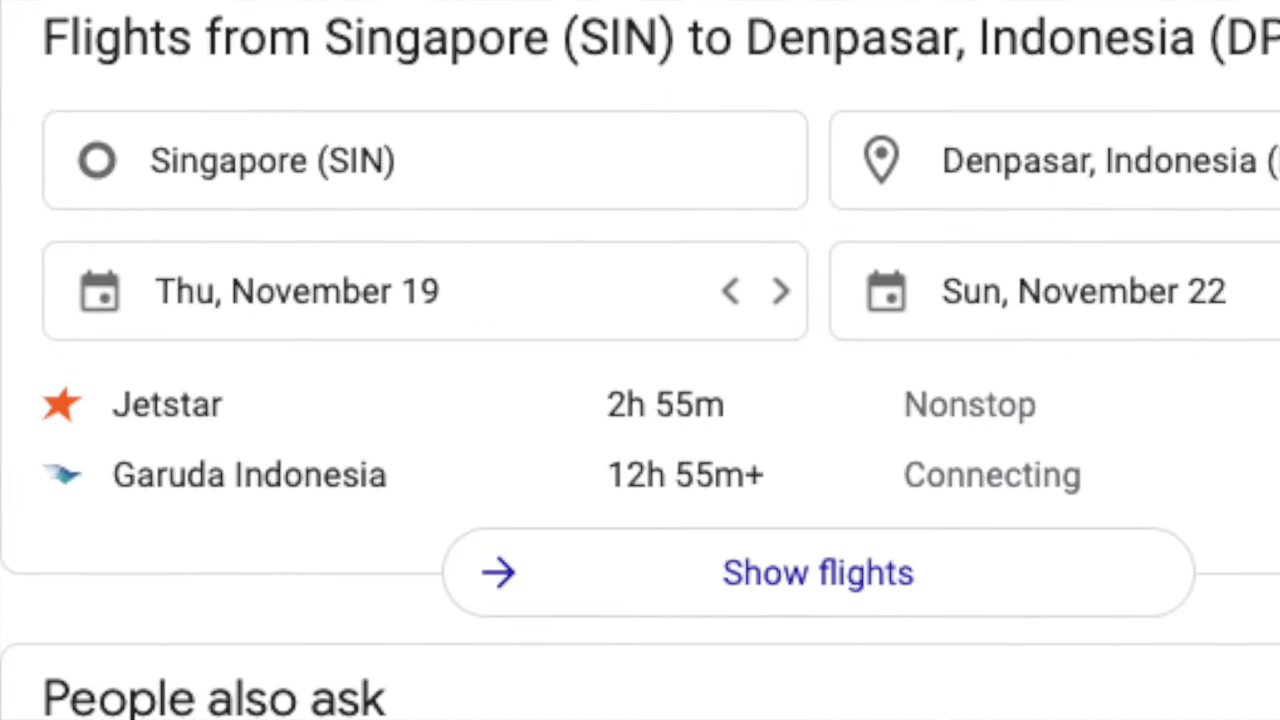 Flights from Singapore (SIN) to Denpasar, Indonesia (DP
Singapore (SIN)
Denpasar, Indonesia (
Thu, November 19
Sun, November 22
Jetstar 2h 55m Nonstop
Garuda Indonesia 12h 55m+ Connecting
Show flights
People also ask